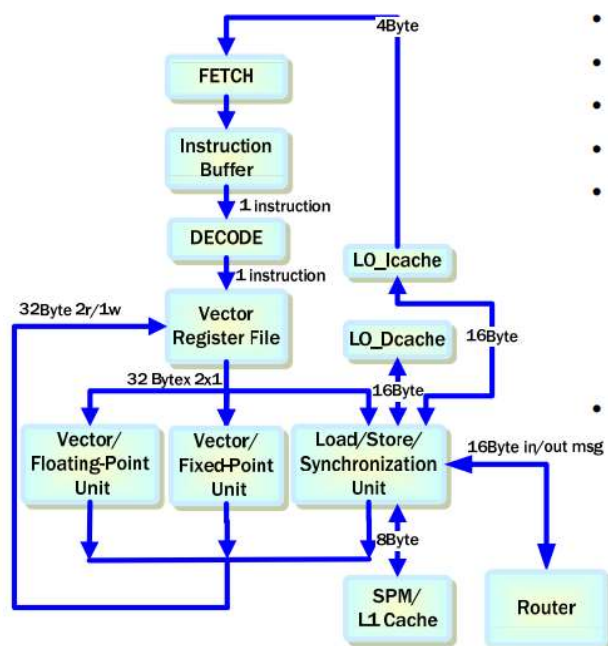 4Byte
FETCH
Instruction
Buffer
1 instruction
DECODE
1 instruction
LO_Icache
32Byte 2r/1w
Vector
Register File
LO_Dcache
16Byte
32 Bytex 2x1
16Byte
Vector/
Floating-Point
Unit
Vector/
Fixed-Point
Unit
Load/Store/
Synchronization
Unit
16Byte in/out msg
8Byte
SPM/
L1 Cache
Router